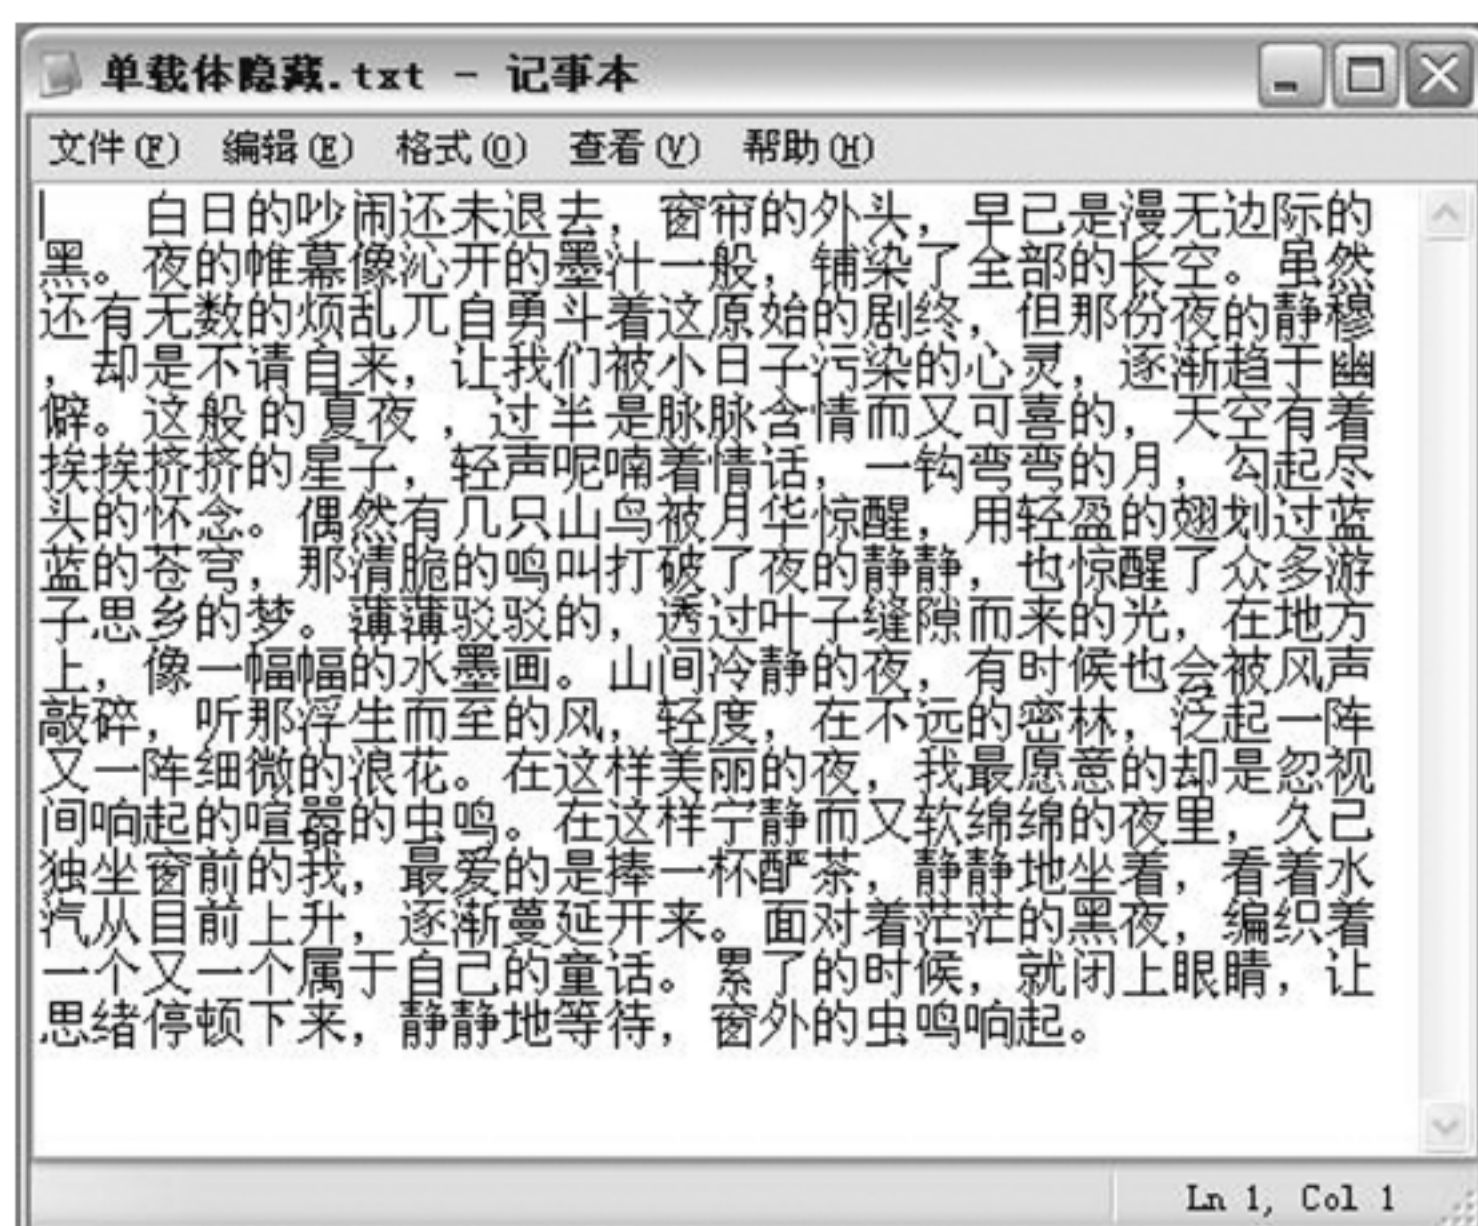 单载体隐藏.txt - 记事本
文件(F) 编辑(E) 格式(O) 查看(V) 帮助(H)
白日的吵闹还未退去，窗帘的外头，早已是漫无边际的
黑。夜的帷幕像沁开的墨汁一般，铺染了全部的长空。虽然
还有无数的烦乱兀自勇斗着这原始的剧终，但那份夜的静穆
，却是不请自来，让我们被小日子污染的心灵，逐渐趋于幽
僻。这般的夏夜，过半是脉脉含情而又可喜的，天空有着
挨挨挤挤的星子，轻声呢喃着情话，一钩弯弯的月，勾起尽
头的怀念。偶然有几只山鸟被月华惊醒，用轻盈的翅划过蓝
蓝的苍穹，那清脆的鸣叫打破了夜的静静，也惊醒了众多游
子思乡的梦。薄薄驳驳的，透过叶子缝隙而来的光，在地方
上，像一幅幅的水墨画。山间冷静的夜，有时候也会被风声
敲碎，听那浮生而至的风，轻度，在不远的密林，泛起一阵
又一阵细微的浪花。在这样美丽的夜，我最愿意的却是忽视
间响起的喧嚣的虫鸣。在这样宁静而又软绵绵的夜里，久已
独坐窗前的我，最爱的是捧一杯酽茶，静静地坐着，看着水
汽从目前上升，逐渐蔓延开来。面对着茫茫的黑夜，编织着
一个又一个属于自己的童话。累了的时候，就闭上眼睛，让
思绪停顿下来，静静地等待，窗外的虫鸣响起。
Ln 1, Col 1